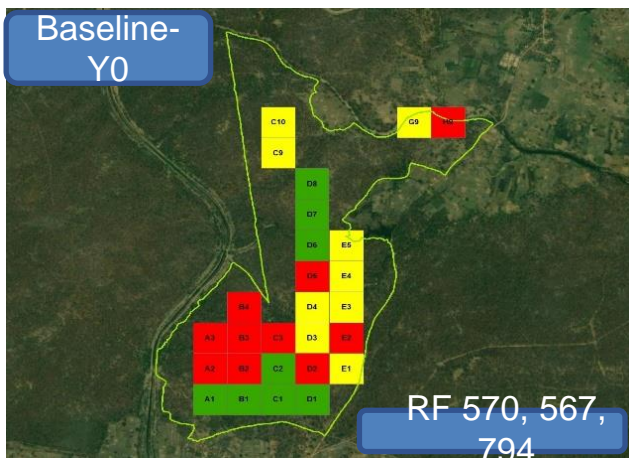 Baseline-
Y0
C10 G9 H9
C9
D8
D7
D6 E5
D5 E4
B4 D4 E3
A3 B3 C3 D3 E2
A2 B2 C2 D2 E1
A1 B1 C1 D1
RF 570, 567,
794